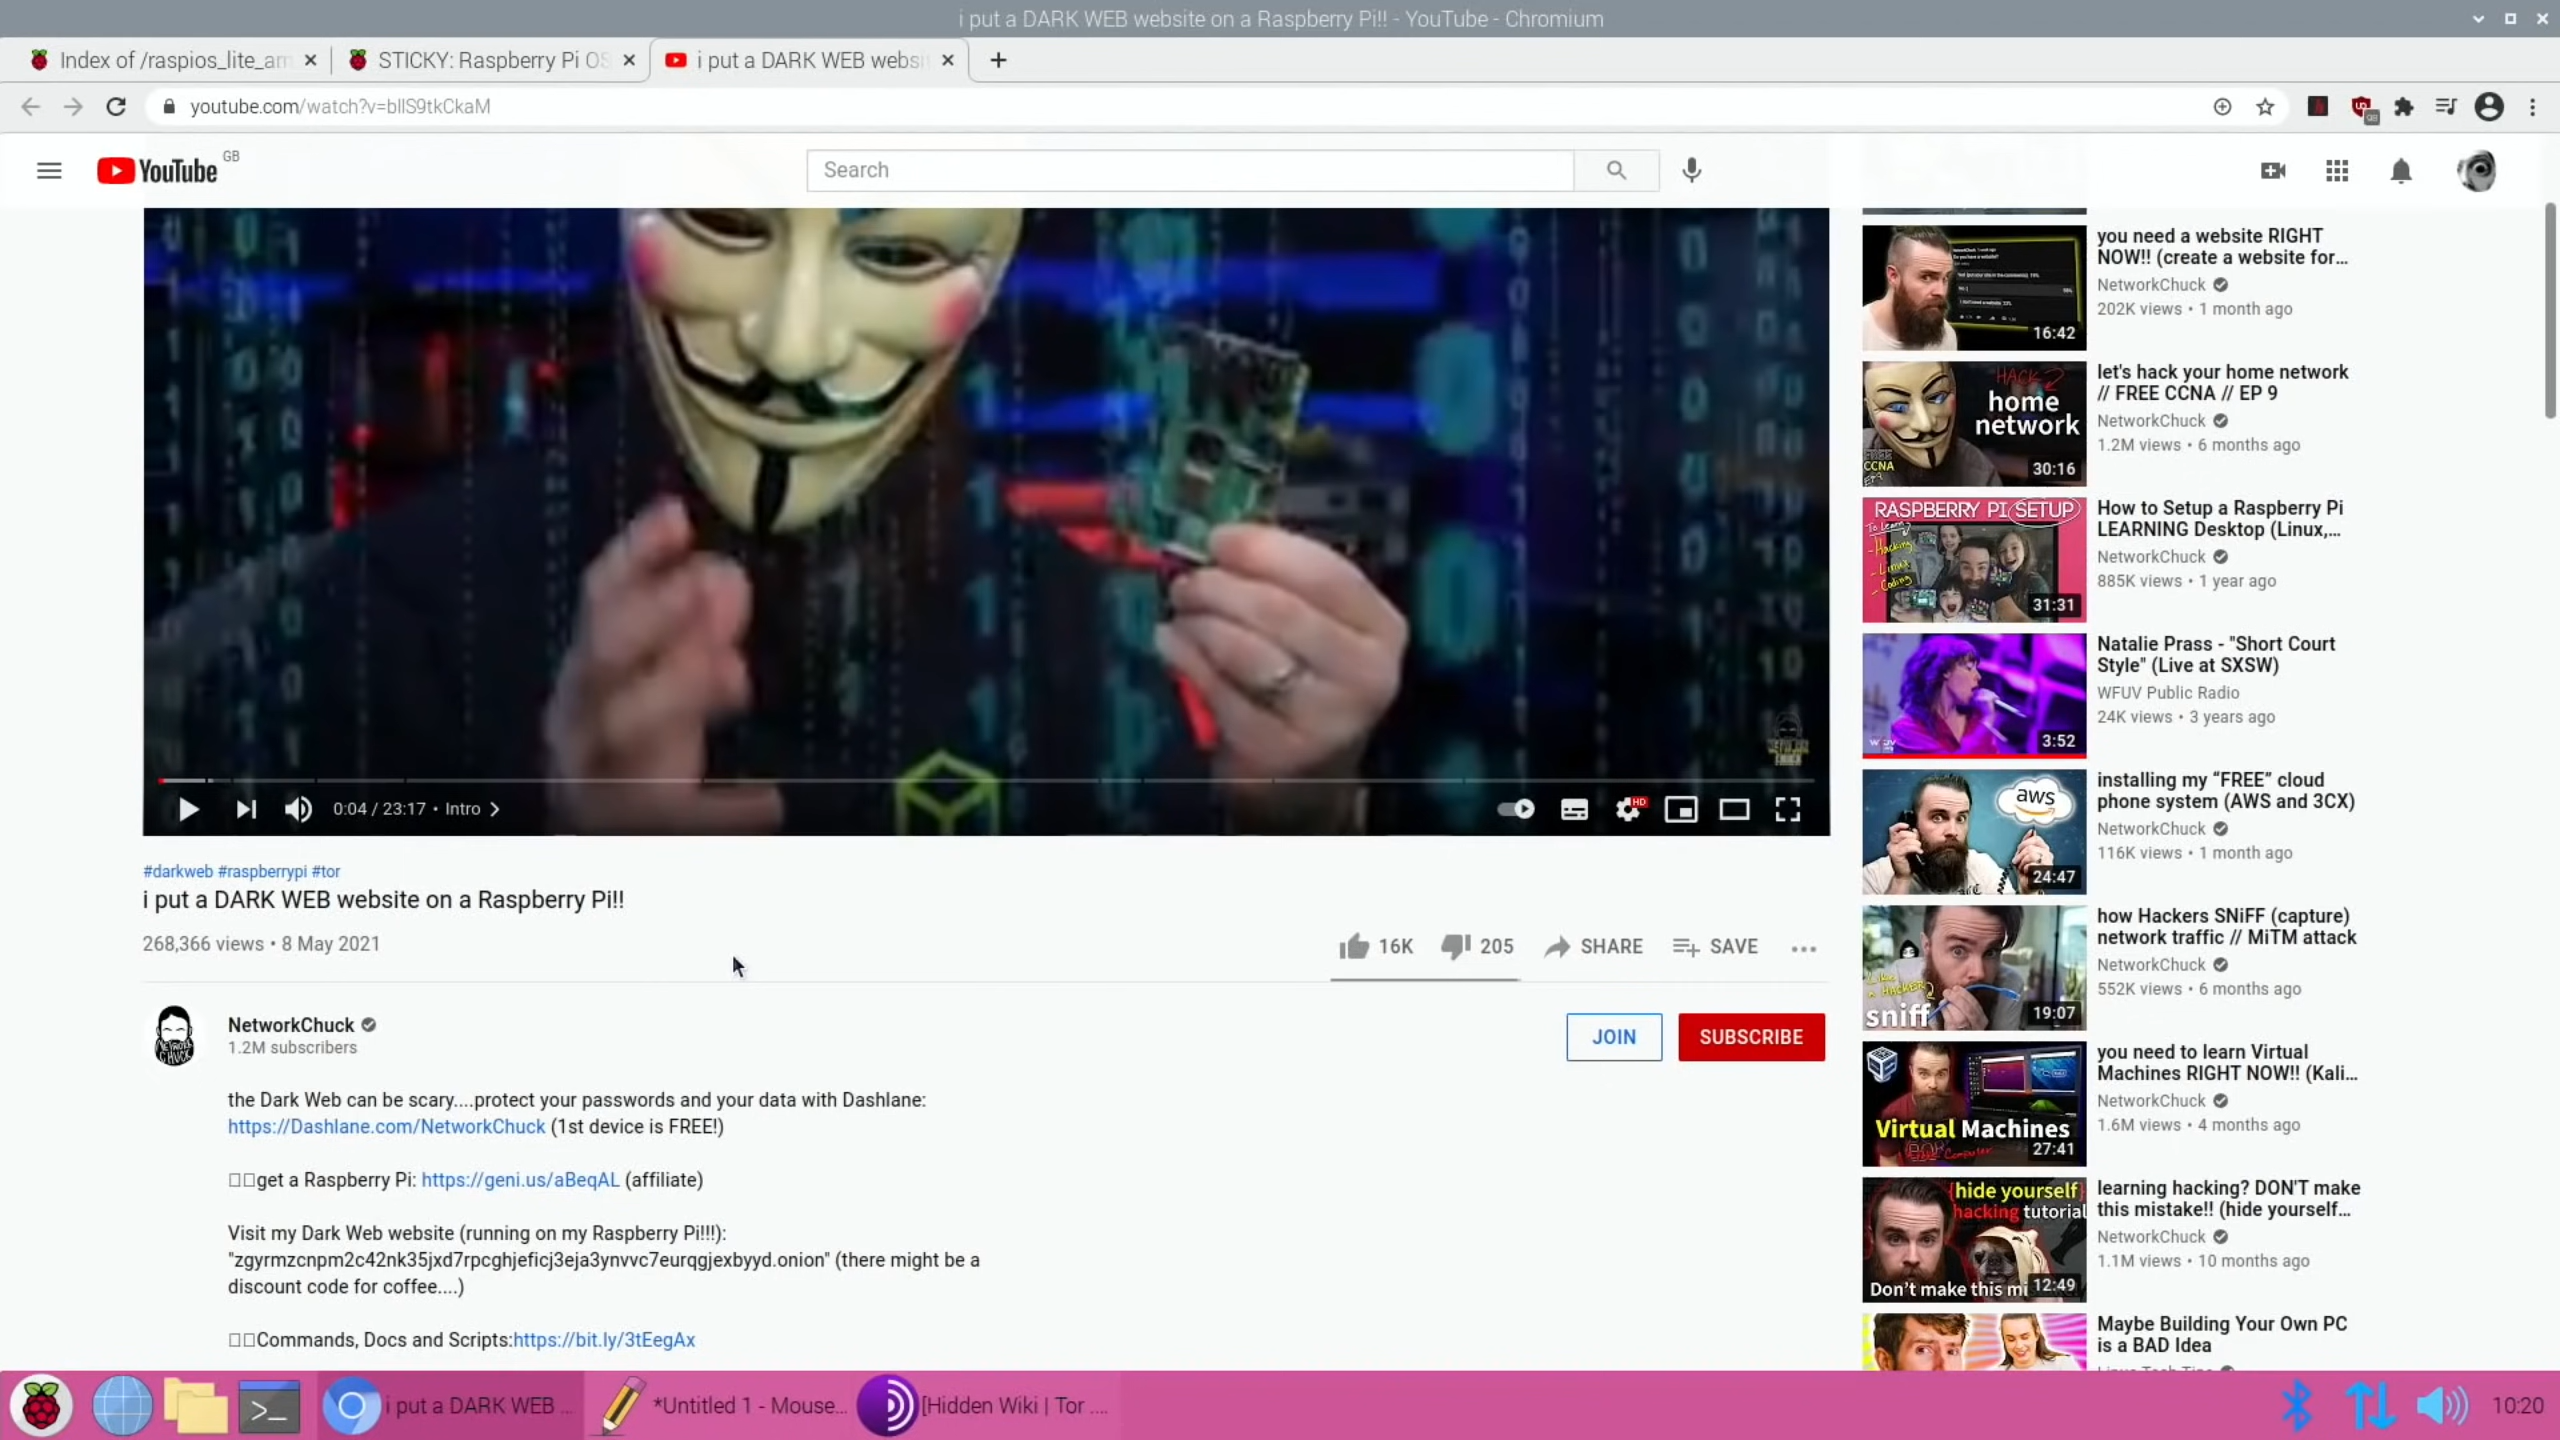 i put a DARK WEB website on a Raspberry Pi!! - YouTube - Chromium
Index of /raspios_lite_arm
STICKY: Raspberry Pi OS
i put a DARK WEB websi
youtube.com/watch?v=bllS9tkCkaM
YouTube GB
Search
0:04 / 23:17 • Intro
HD
#darkweb #raspberrypi #tor
i put a DARK WEB website on a Raspberry Pi!!
268,366 views • 8 May 2021
16K
205
SHARE
SAVE
NetworkChuck
1.2M subscribers
JOIN
SUBSCRIBE
the Dark Web can be scary....protect your passwords and your data with Dashlane:
https://Dashlane.com/NetworkChuck (1st device is FREE!)
get a Raspberry Pi: https://geni.us/aBeqAL (affiliate)
Visit my Dark Web website (running on my Raspberry Pi!!!):
"zgyrmzcnpm2c42nk35jxd7rpcghjeficj3eja3ynvvc7eurqgjexbyyd.onion" (there might be a
discount code for coffee....)
Commands, Docs and Scripts:https://bit.ly/3tEegAx
16:42
you need a website RIGHT
NOW!! (create a website for...
NetworkChuck
202K views • 1 month ago
HACK
home
network
CCNA
30:16
let's hack your home network
// FREE CCNA // EP 9
NetworkChuck
1.2M views • 6 months ago
RASPBERRY PI SETUP
To Learn
- Hacking
- Linux
- Coding
31:31
How to Setup a Raspberry Pi
LEARNING Desktop (Linux,...
NetworkChuck
885K views • 1 year ago
3:52
Natalie Prass - "Short Court
Style" (Live at SXSW)
WFUV Public Radio
24K views • 3 years ago
aws
24:47
installing my “FREE” cloud
phone system (AWS and 3CX)
NetworkChuck
116K views • 1 month ago
Like
a HACKER
sniff
19:07
how Hackers SNiFF (capture)
network traffic // MiTM attack
NetworkChuck
552K views • 6 months ago
Virtual Machines
27:41
you need to learn Virtual
Machines RIGHT NOW!! (Kali...
NetworkChuck
1.6M views • 4 months ago
hide yourself
hacking tutorial
Don't make this mi
12:49
learning hacking? DON'T make
this mistake!! (hide yourself...
NetworkChuck
1.1M views • 10 months ago
Maybe Building Your Own PC
is a BAD Idea
i put a DARK WEB ...
*Untitled 1 - Mouse...
[Hidden Wiki | Tor ....
10:20